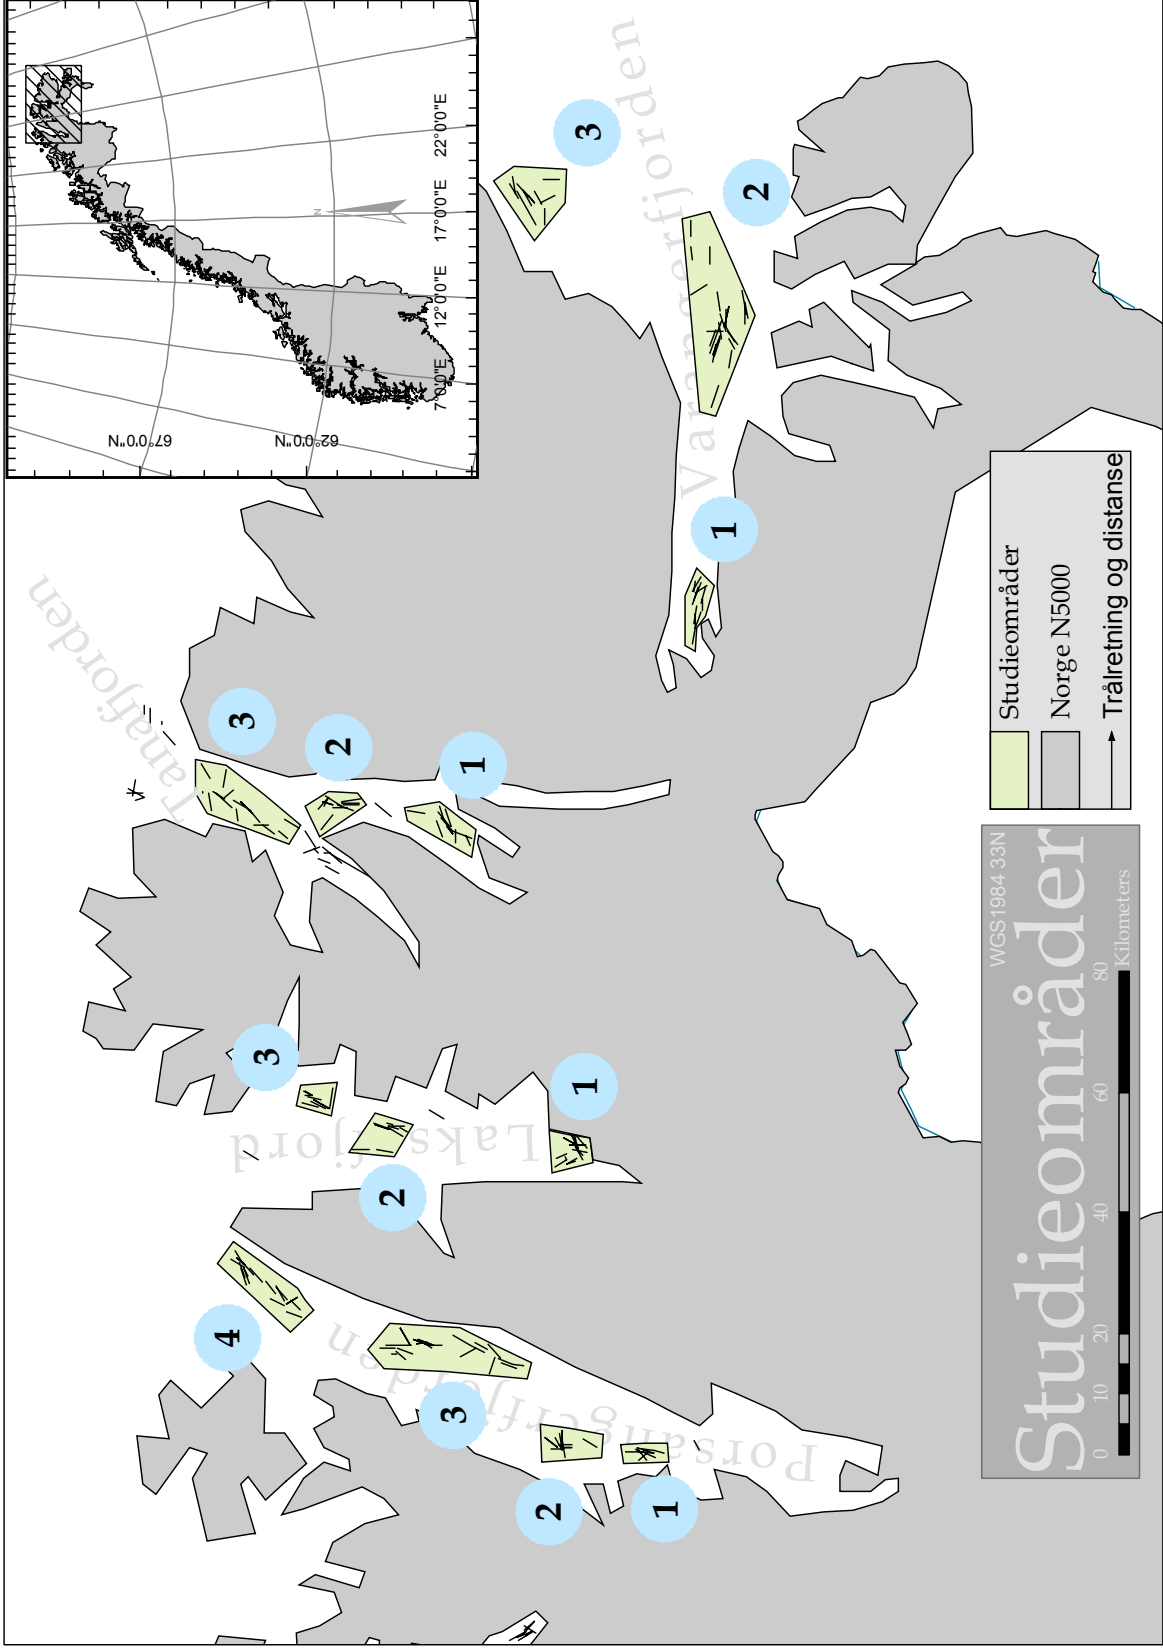 Porsangerfjorden
Laksefjord
Tanafjorden
Varangerfjorden
4
3
2
1
3
2
1
3
2
1
3
2
1
67°0'0"N
62°0'0"N
7°0'0"E
12°0'0"E
17°0'0"E
22°0'0"E
N
WGS1984 33N
Studieområder
0 10 20 40 60 80
Kilometers
Studieområder
Norge N5000
Trålretning og distanse